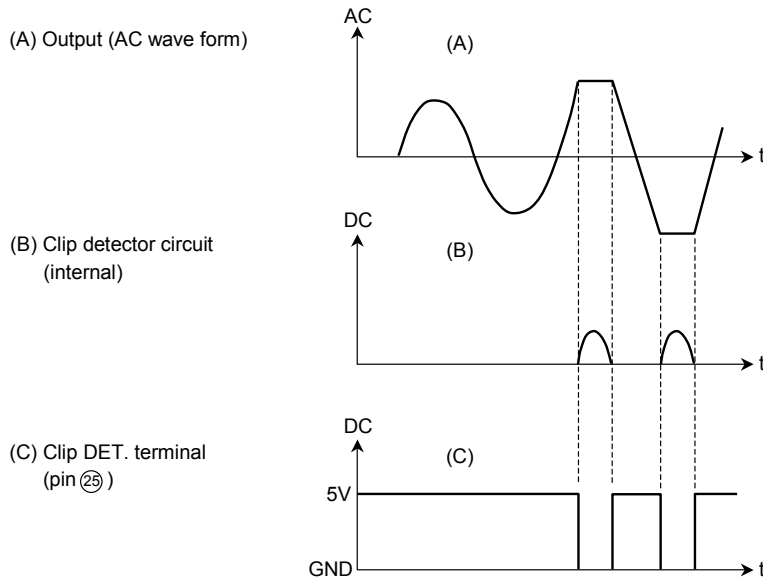 (A) Output (AC wave form)
AC
(A)
t
(B) Clip detector circuit
(internal)
DC
(B)
t
(C) Clip DET. terminal
(pin ㉕ )
DC
(C)
5V
GND
t